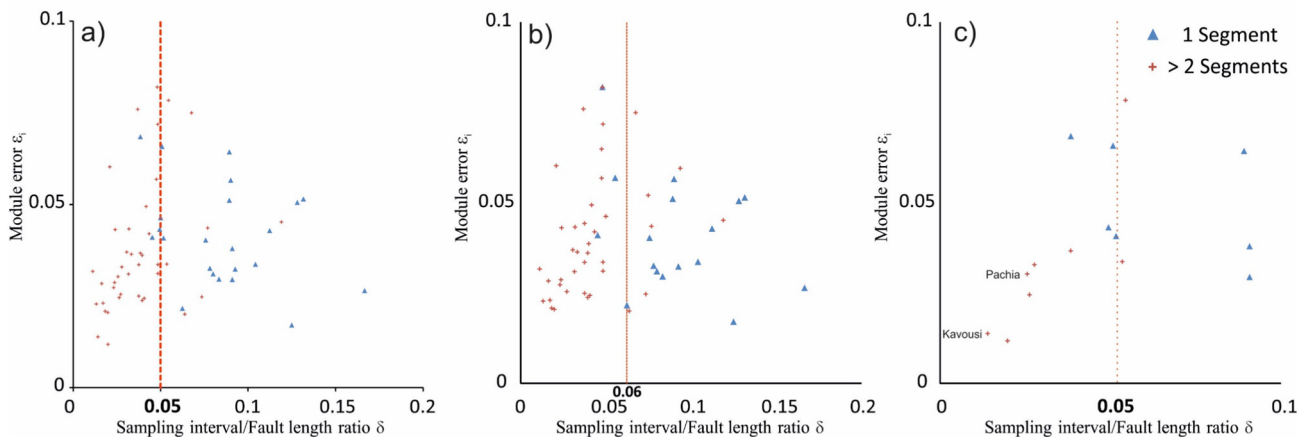 a)
0.1
0.05
0
Module error εi
0
0.05
0.1
0.15
0.2
Sampling interval/Fault length ratio δ
b)
0.1
0.05
0
Module error εi
0
0.05
0.06
0.1
0.15
0.2
Sampling interval/Fault length ratio δ
c)
1 Segment
> 2 Segments
0.1
0.05
0
Module error εi
Pachia
Kavousi
0
0.05
0.1
Sampling interval/Fault length ratio δ